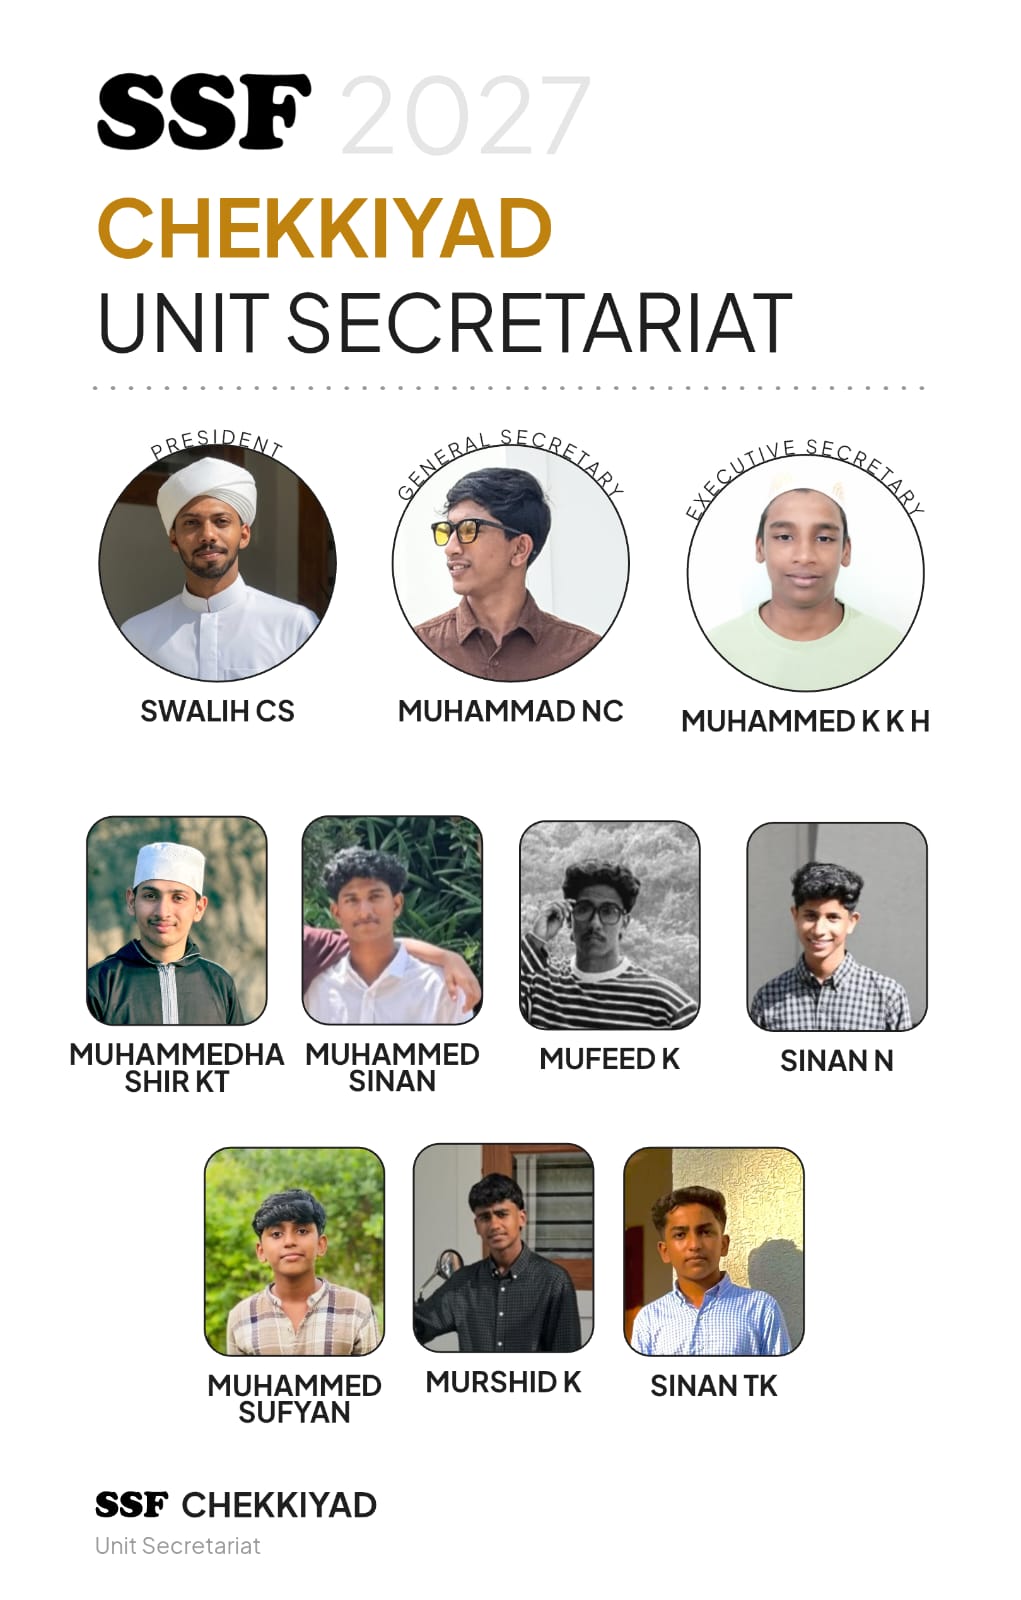 SSF 2027
CHEKKIYAD
UNIT SECRETARIAT
PRESIDENT
GENERAL SECRETARY
EXECUTIVE SECRETARY
SWALIH CS
MUHAMMAD NC
MUHAMMED K K H
MUHAMMEDHA
SHIR KT
MUHAMMED
SINAN
MUFEED K
SINAN N
MUHAMMED
SUFYAN
MURSHID K
SINAN TK
SSF CHEKKIYAD
Unit Secretariat